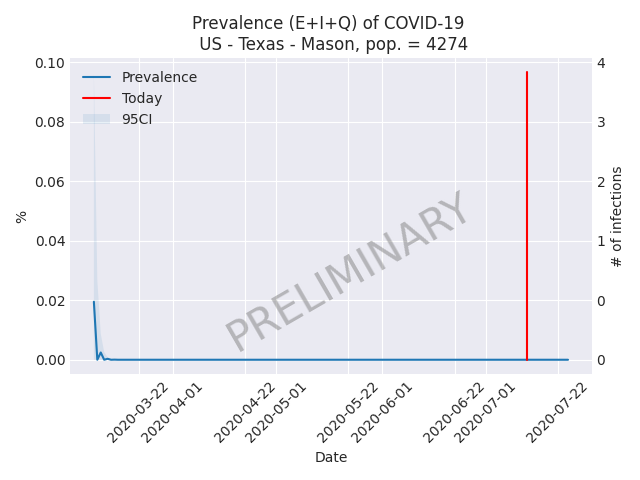 Prevalence (E+I+Q) of COVID-19
US - Texas - Mason, pop. = 4274
Prevalence
Today
95CI
0.10
0.08
0.06
0.04
0.02
0.00
%
4
3
2
1
0
0
# of infections
PRELIMINARY
2020-03-22
2020-04-01
2020-04-22
2020-05-01
2020-05-22
2020-06-01
2020-06-22
2020-07-01
2020-07-22
Date